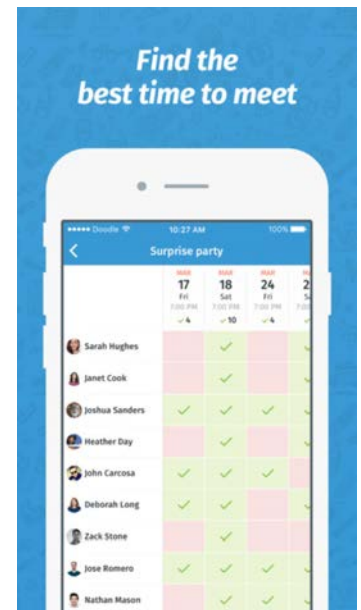 Find the
best time to meet
Doodle 10:27 AM 100%
Surprise party
MAR MAR MAR
17 18 24 2
Fri Sat Fri
7:00 PM 7:00 PM 7:00 PM
4 10 4
Sarah Hughes
Janet Cook
Joshua Sanders
Heather Day
John Carcosa
Deborah Long
Zack Stone
Jose Romero
Nathan Mason